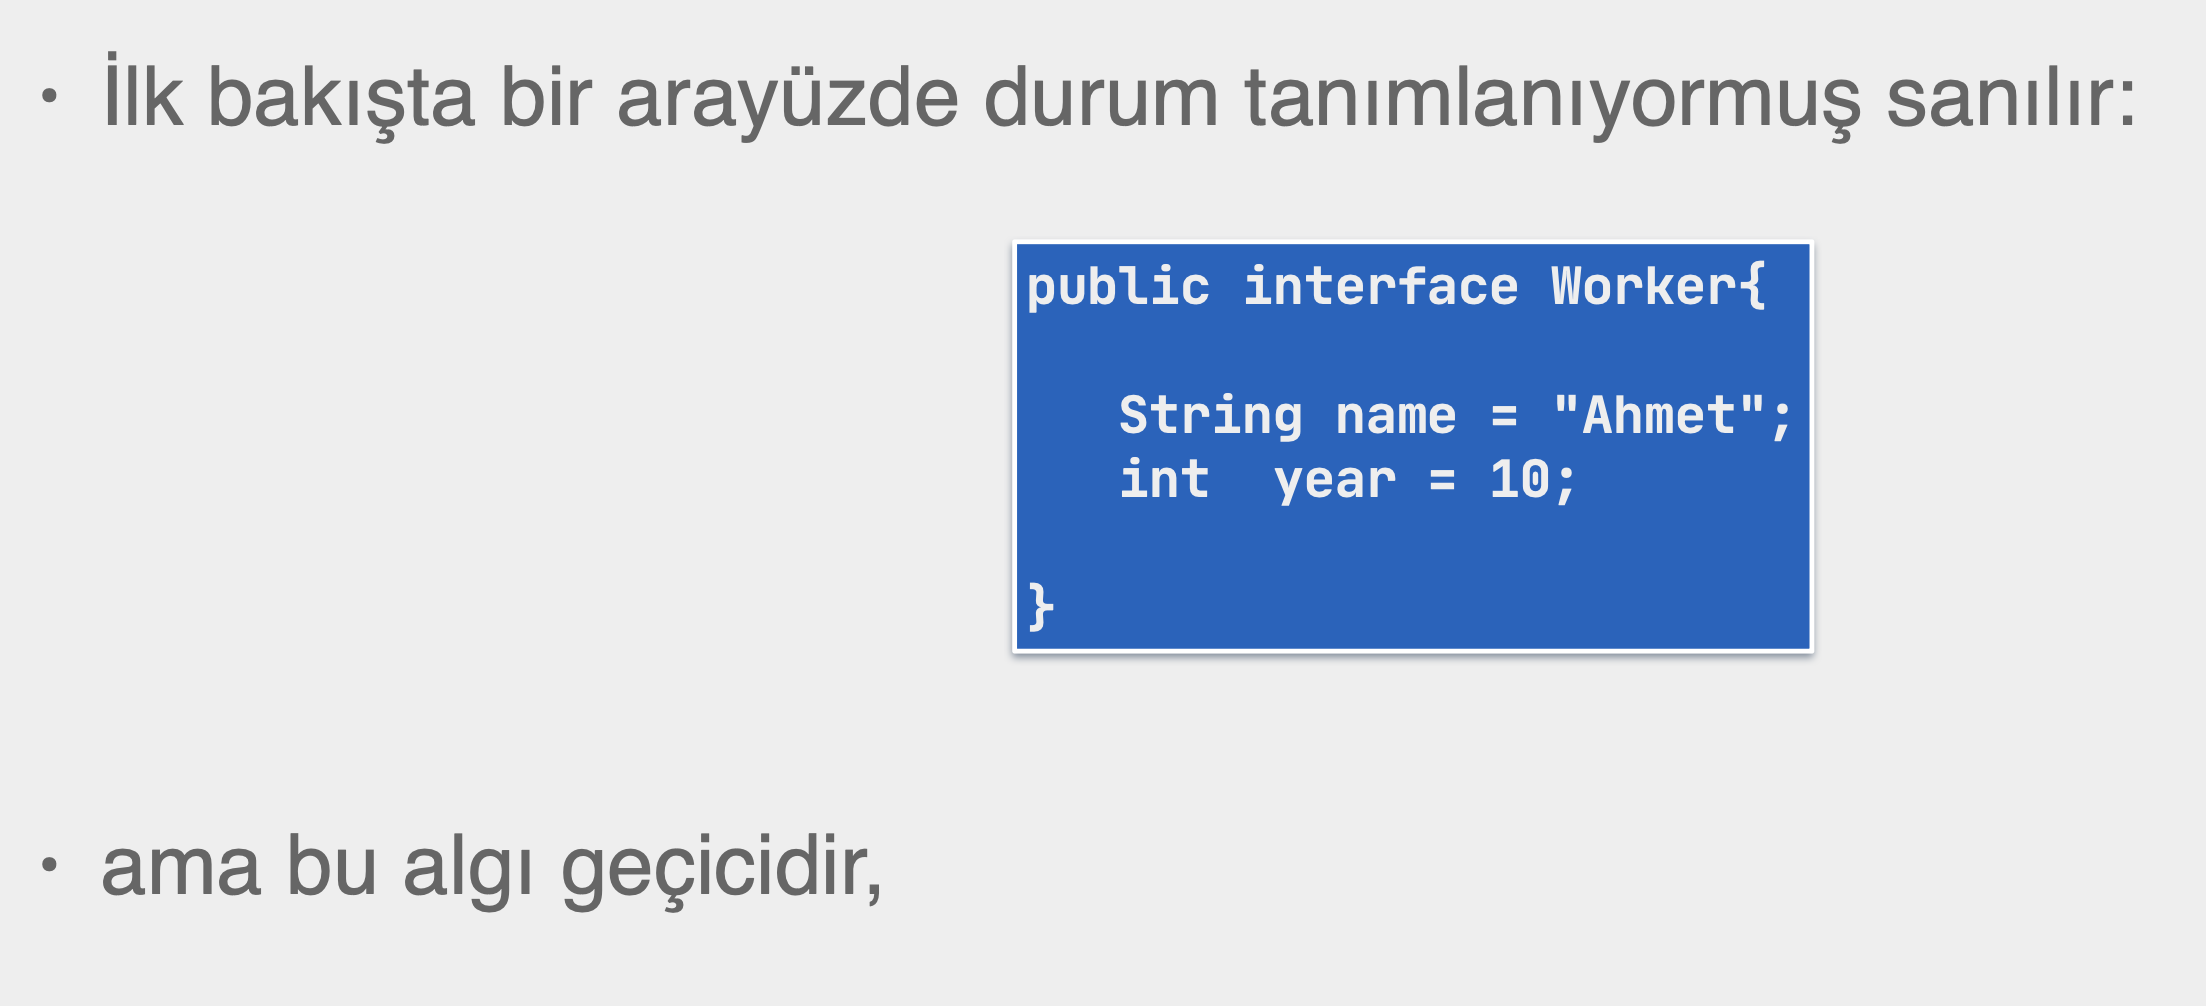 • İlk bakışta bir arayüzde durum tanımlanıyormuş sanılır:
public interface Worker{
String name = "Ahmet";
int  year = 10;
}
• ama bu algı geçicidir,